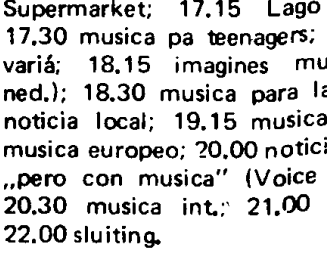 Supermarket; 17.15 Lago
17.30 musica pa teenagers;
variá; 18.15 imagines mu
ned.); 18.30 musica para la
noticia local; 19.15 musica
musica europeo; 20.00 notici
„pero con musica" (Voice
20.30 musica int.; 21.00
22.00 sluiting.